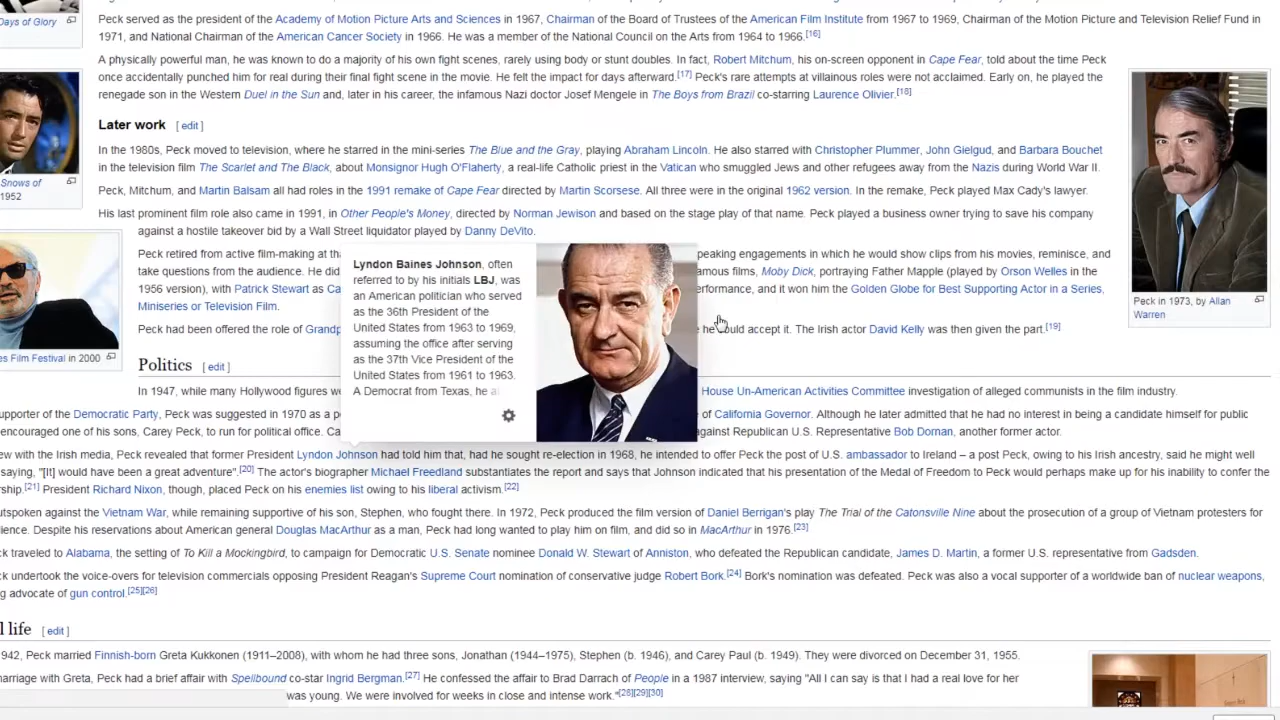 Days of Glory
Peck served as the president of the Academy of Motion Picture Arts and Sciences in 1967, Chairman of the Board of Trustees of the American Film Institute from 1967 to 1969, Chairman of the Motion Picture and Television Relief Fund in
1971, and National Chairman of the American Cancer Society in 1966. He was a member of the National Council on the Arts from 1964 to 1966.[16]
A physically powerful man, he was known to do a majority of his own fight scenes, rarely using body or stunt doubles. In fact, Robert Mitchum, his on-screen opponent in Cape Fear, told about the time Peck
once accidentally punched him for real during their final fight scene in the movie. He felt the impact for days afterward.[17] Peck's rare attempts at villainous roles were not acclaimed. Early on, he played the
renegade son in the Western Duel in the Sun and, later in his career, the infamous Nazi doctor Josef Mengele in The Boys from Brazil co-starring Laurence Olivier.[18]
Later work [ edit ]
In the 1980s, Peck moved to television, where he starred in the mini-series The Blue and the Gray, playing Abraham Lincoln. He also starred with Christopher Plummer, John Gielgud, and Barbara Bouchet
in the television film The Scarlet and The Black, about Monsignor Hugh O'Flaherty, a real-life Catholic priest in the Vatican who smuggled Jews and other refugees away from the Nazis during World War II.
Snows of
1952
Peck, Mitchum, and Martin Balsam all had roles in the 1991 remake of Cape Fear directed by Martin Scorsese. All three were in the original 1962 version. In the remake, Peck played Max Cady's lawyer.
His last prominent film role also came in 1991, in Other People's Money, directed by Norman Jewison and based on the stage play of that name. Peck played a business owner trying to save his company
against a hostile takeover bid by a Wall Street liquidator played by Danny DeVito.
Peck retired from active film-making at
peaking engagements in which he would show clips from his movies, reminisce, and
take questions from the audience. He did
amous films, Moby Dick, portraying Father Mapple (played by Orson Welles in the
1956 version), with Patrick Stewart as
erformance, and it won him the Golden Globe for Best Supporting Actor in a Series,
Miniseries or Television Film.
Peck had been offered the role of
he would accept it. The Irish actor David Kelly was then given the part.[19]
Lyndon Baines Johnson, often
referred to by his initials LBJ, was
an American politician who served
as the 36th President of the
United States from 1963 to 1969,
assuming the office after serving
as the 37th Vice President of the
United States from 1961 to 1963.
A Democrat from Texas, he
Peck in 1973, by Allan
Warren
es Film Festival in 2000
Politics [ edit ]
In 1947, while many Hollywood figures
House Un-American Activities Committee investigation of alleged communists in the film industry.
upporter of the Democratic Party, Peck was suggested in 1970 as a
of California Governor. Although he later admitted that he had no interest in being a candidate himself for public
encouraged one of his sons, Carey Peck, to run for political office.
against Republican U.S. Representative Bob Dornan, another former actor.
ew with the Irish media, Peck revealed that former President Lyndon Johnson had told him that, had he sought re-election in 1968, he intended to offer Peck the post of U.S. ambassador to Ireland – a post Peck, owing to his Irish ancestry, said he might well
saying, "[It] would have been a great adventure".[20] The actor's biographer Michael Freedland substantiates the report and says that Johnson indicated that his presentation of the Medal of Freedom to Peck would perhaps make up for his inability to confer the
rship.[21] President Richard Nixon, though, placed Peck on his enemies list owing to his liberal activism.[22]
utspoken against the Vietnam War, while remaining supportive of his son, Stephen, who fought there. In 1972, Peck produced the film version of Daniel Berrigan's play The Trial of the Catonsville Nine about the prosecution of a group of Vietnam protesters for
lience. Despite his reservations about American general Douglas MacArthur as a man, Peck had long wanted to play him on film, and did so in MacArthur in 1976.[23]
ck traveled to Alabama, the setting of To Kill a Mockingbird, to campaign for Democratic U.S. Senate nominee Donald W. Stewart of Anniston, who defeated the Republican candidate, James D. Martin, a former U.S. representative from Gadsden.
ck undertook the voice-overs for television commercials opposing President Reagan's Supreme Court nomination of conservative judge Robert Bork.[24] Bork's nomination was defeated. Peck was also a vocal supporter of a worldwide ban of nuclear weapons,
g advocate of gun control.[25][26]
l life [ edit ]
942, Peck married Finnish-born Greta Kukkonen (1911–2008), with whom he had three sons, Jonathan (1944–1975), Stephen (b. 1946), and Carey Paul (b. 1949). They were divorced on December 31, 1955.
marriage with Greta, Peck had a brief affair with Spellbound co-star Ingrid Bergman.[27] He confessed the affair to Brad Darrach of People in a 1987 interview, saying "All I can say is that I had a real love for her
was young. We were involved for weeks in close and intense work."[28][29][30]